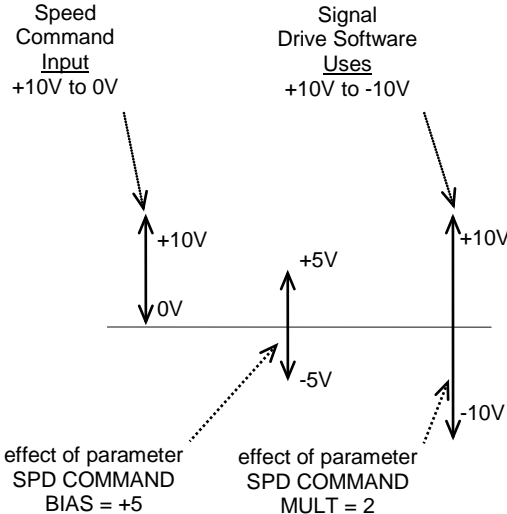 Speed
Command
Input
+10V to 0V
Signal
Drive Software
Uses
+10V to -10V
+10V
0V
+5V
-5V
+10V
-10V
effect of parameter
SPD COMMAND
BIAS = +5
effect of parameter
SPD COMMAND
MULT = 2